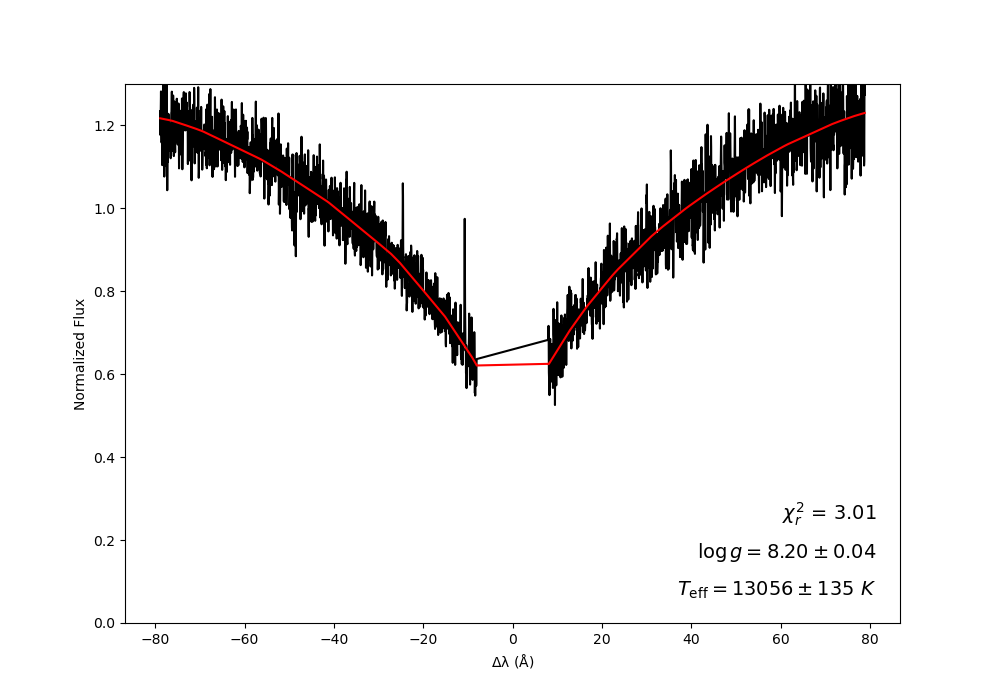 1.2
1.0
0.8
0.6
0.4
0.2
0.0
Normalized Flux
χ²ᵣ = 3.01
log g = 8.20 ± 0.04
T_eff = 13056 ± 135 K
−80 −60 −40 −20 0 20 40 60 80
Δλ (Å)